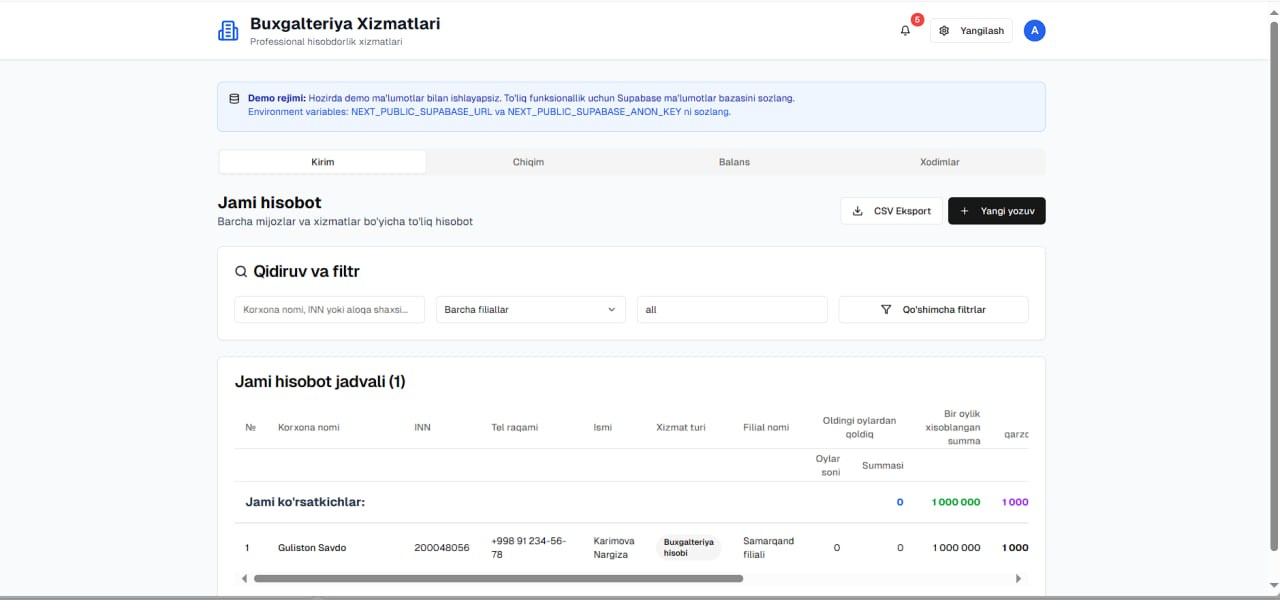 Buxgalteriya Xizmatlari
Professional hisobdorlik xizmatlari
5
Yangilash
A
Demo rejimi: Hozirda demo ma'lumotlar bilan ishlayapsiz. To'liq funksionallik uchun Supabase ma'lumotlar bazasini sozlang.
Environment variables: NEXT_PUBLIC_SUPABASE_URL va NEXT_PUBLIC_SUPABASE_ANON_KEY ni sozlang.
Kirim Chiqim Balans Xodimlar
Jami hisobot
Barcha mijozlar va xizmatlar bo'yicha to'liq hisobot
CSV Eksport
+ Yangi yozuv
Qidiruv va filtr
Korxona nomi, INN yoki aloqa shaxsi...
Barcha filiallar
all
Qo'shimcha filtrlar
Jami hisobot jadvali (1)
№ Korxona nomi INN Tel raqami Ismi Xizmat turi Filial nomi
Oldingi oylardan
qoldiq
Bir oylik
xisoblangan
summa
qarzd
Oylar
soni
Summasi
Jami ko'rsatkichlar: 0 1 000 000 1 000
1 Guliston Savdo 200048056
+998 91 234-56-
78
Karimova
Nargiza
Buxgalteriya
hisobi
Samarqand
filiali
0 0 1 000 000 1 000